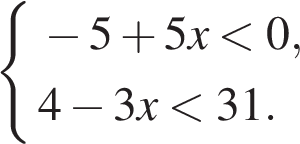 − 5 + 5x < 0,
4 − 3x < 31.